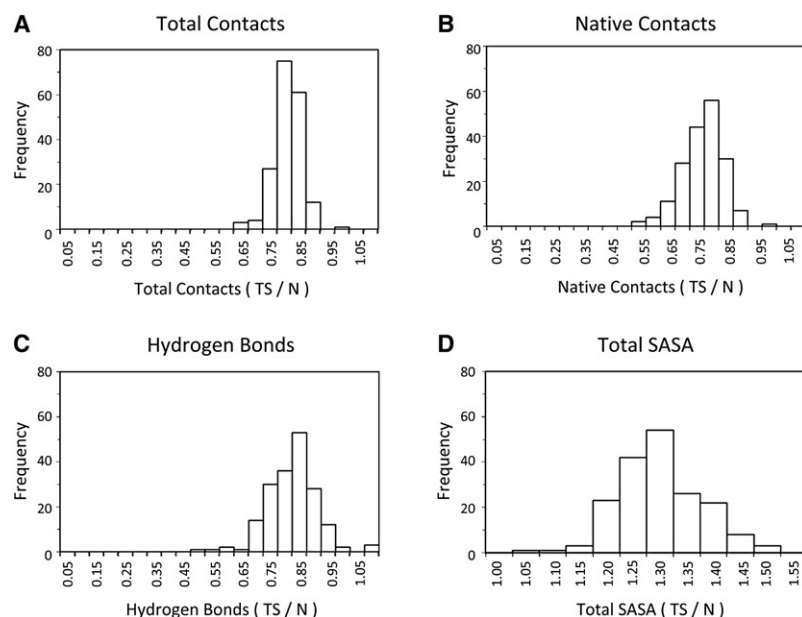 A
Total Contacts
80
60
40
20
0
Frequency
0.05 0.15 0.25 0.35 0.45 0.55 0.65 0.75 0.85 0.95 1.05
Total Contacts ( TS / N )
B
Native Contacts
80
60
40
20
0
Frequency
0.05 0.15 0.25 0.35 0.45 0.55 0.65 0.75 0.85 0.95 1.05
Native Contacts ( TS / N )
C
Hydrogen Bonds
80
60
40
20
0
Frequency
0.05 0.15 0.25 0.35 0.45 0.55 0.65 0.75 0.85 0.95 1.05
Hydrogen Bonds ( TS / N )
D
Total SASA
80
60
40
20
0
Frequency
1.00 1.05 1.10 1.15 1.20 1.25 1.30 1.35 1.40 1.45 1.50 1.55
Total SASA ( TS / N )